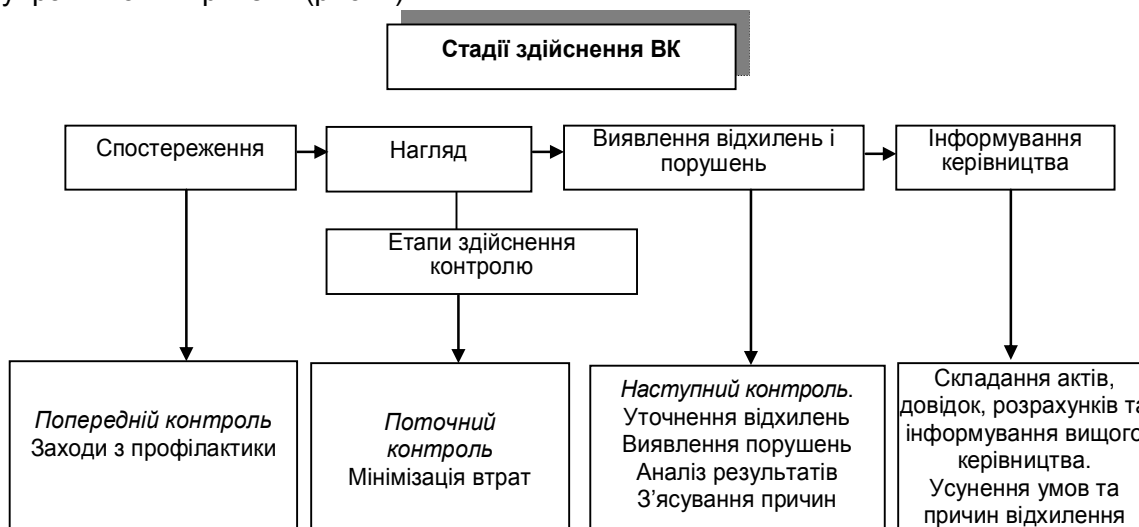 Стадії здійснення ВК
Спостереження
Нагляд
Виявлення відхилень і
порушень
Інформування
керівництва
Етапи здійснення
контролю
Попередній контроль
Заходи з профілактики
Поточний
контроль
Мінімізація втрат
Наступний контроль.
Уточнення відхилень
Виявлення порушень
Аналіз результатів
З’ясування причин
Складання актів,
довідок, розрахунків та
інформування вищого
керівництва.
Усунення умов та
причин відхилення